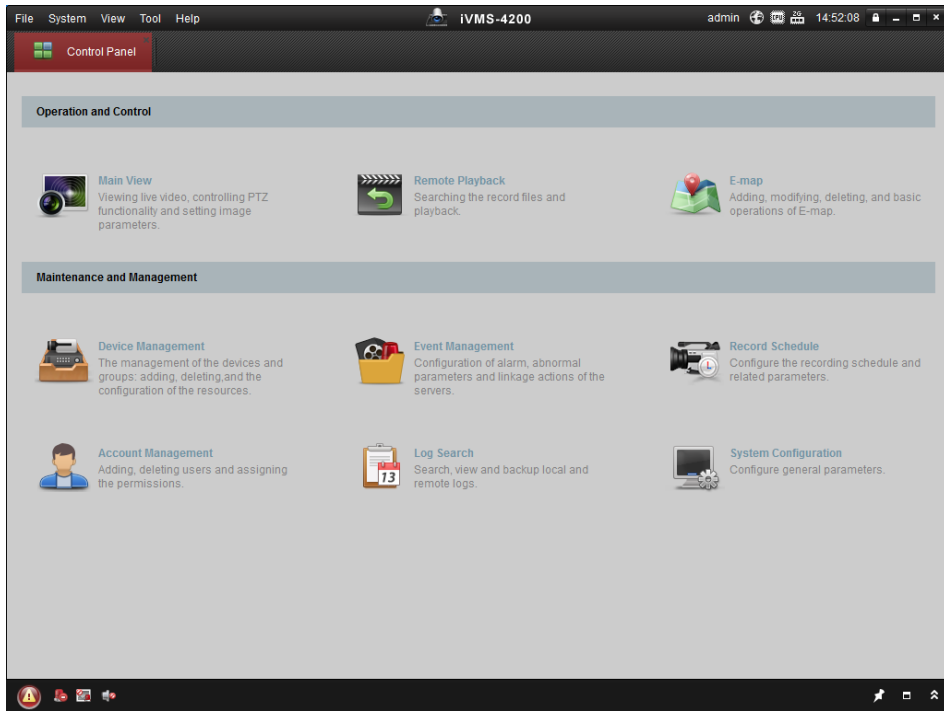 File System View Tool Help iVMS-4200 admin CPU 2G 14:52:08
Control Panel
Operation and Control
Main View
Viewing live video, controlling PTZ
functionality and setting image
parameters.
Remote Playback
Searching the record files and
playback.
E-map
Adding, modifying, deleting, and basic
operations of E-map.
Maintenance and Management
Device Management
The management of the devices and
groups: adding, deleting,and the
configuration of the resources.
Event Management
Configuration of alarm, abnormal
parameters and linkage actions of the
servers.
Record Schedule
Configure the recording schedule and
related parameters.
Account Management
Adding, deleting users and assigning
the permissions.
13
Log Search
Search, view and backup local and
remote logs.
System Configuration
Configure general parameters.